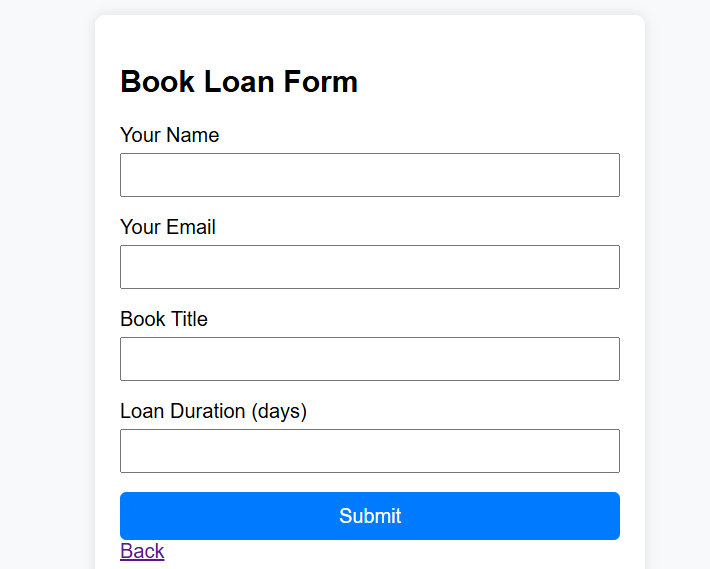 Book Loan Form
Your Name
Your Email
Book Title
Loan Duration (days)
Submit
Back